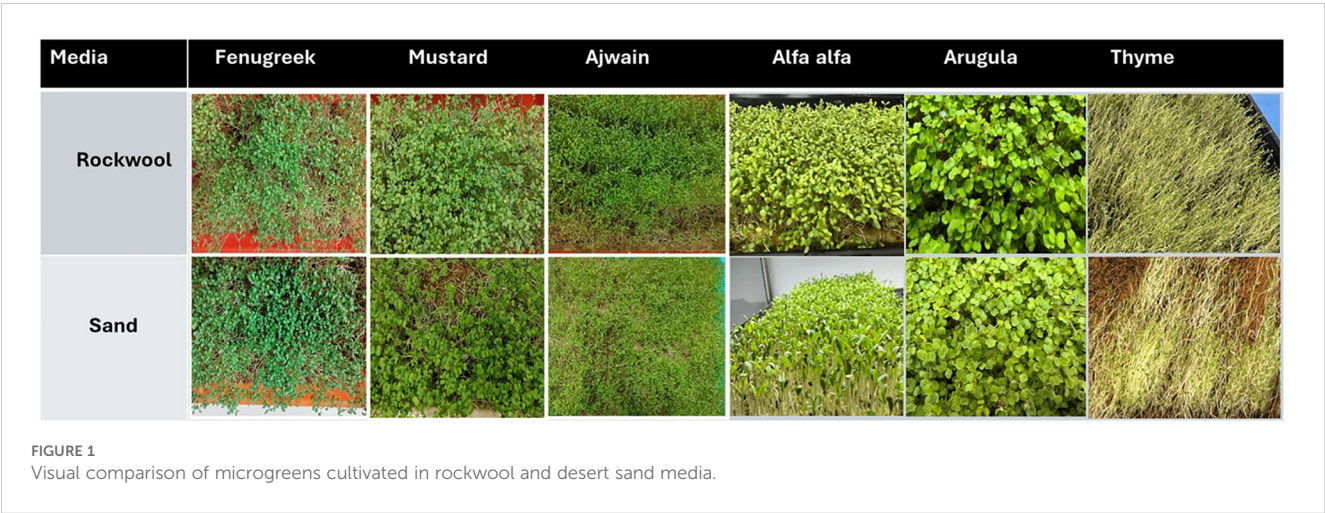 Media Fenugreek Mustard Ajwain Alfa alfa Arugula Thyme
Rockwool
Sand
FIGURE 1
Visual comparison of microgreens cultivated in rockwool and desert sand media.